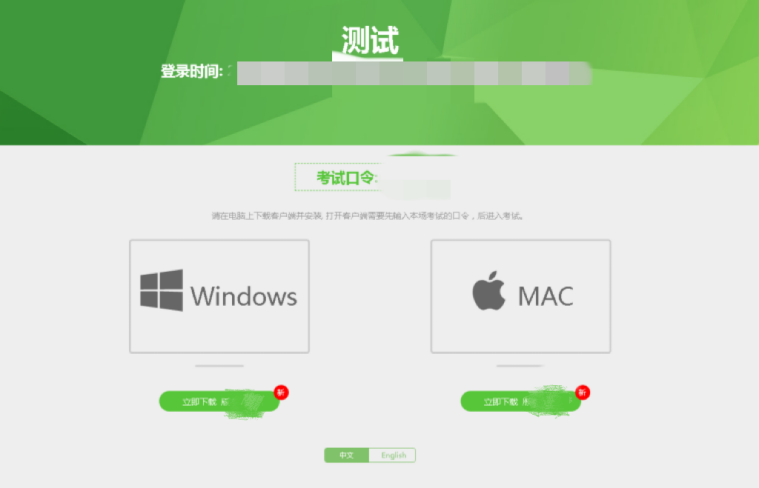 测试
登录时间:
考试口令:
请在电脑上下载客户端并安装, 打开客户端需要先输入本场考试的口令，后进入考试。
Windows
MAC
立即下载
新
立即下载
新
中文
English